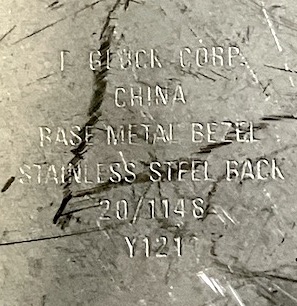 E. GLUCK CORP.
CHINA
BASE METAL BEZEL
STAINLESS STEEL BACK
20/1148
Y121